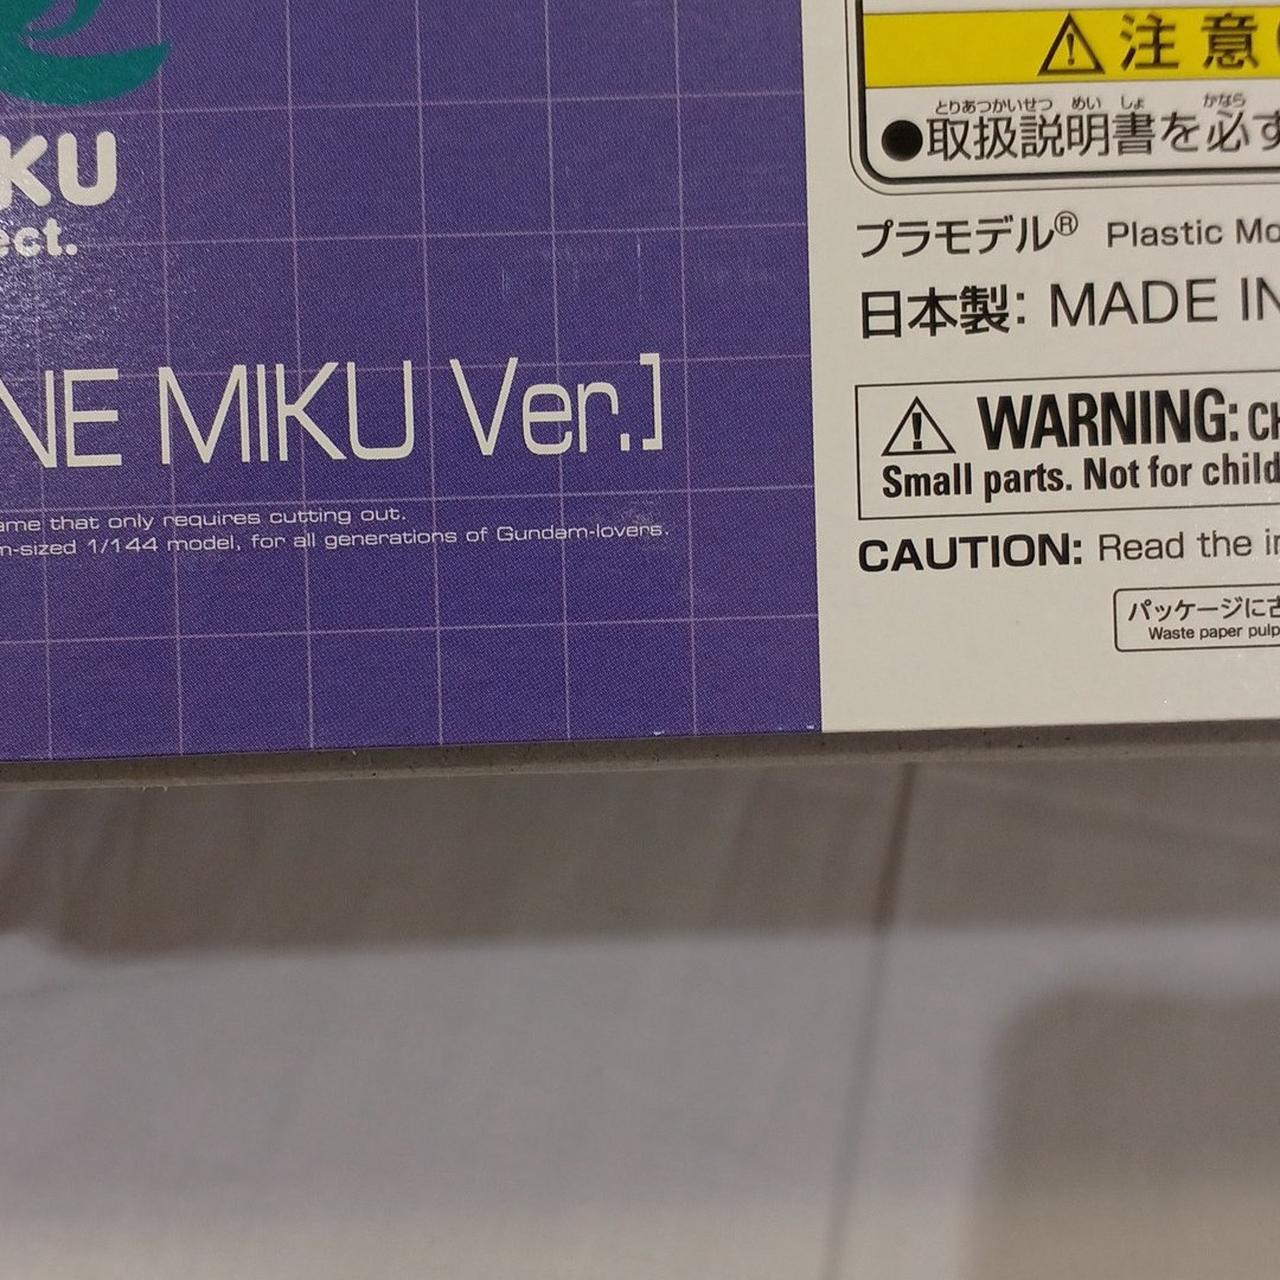 KU
ect.
NE MIKU Ver.]
ame that only requires cutting out.
m-sized 1/144 model, for all generations of Gundam-lovers.
注意
とりあつかいせつ めい しょ かなら
●取扱説明書を必ず
プラモデル® Plastic Mo
日本製: MADE IN
WARNING: CH
Small parts. Not for child
CAUTION: Read the in
パッケージに古
Waste paper pulp